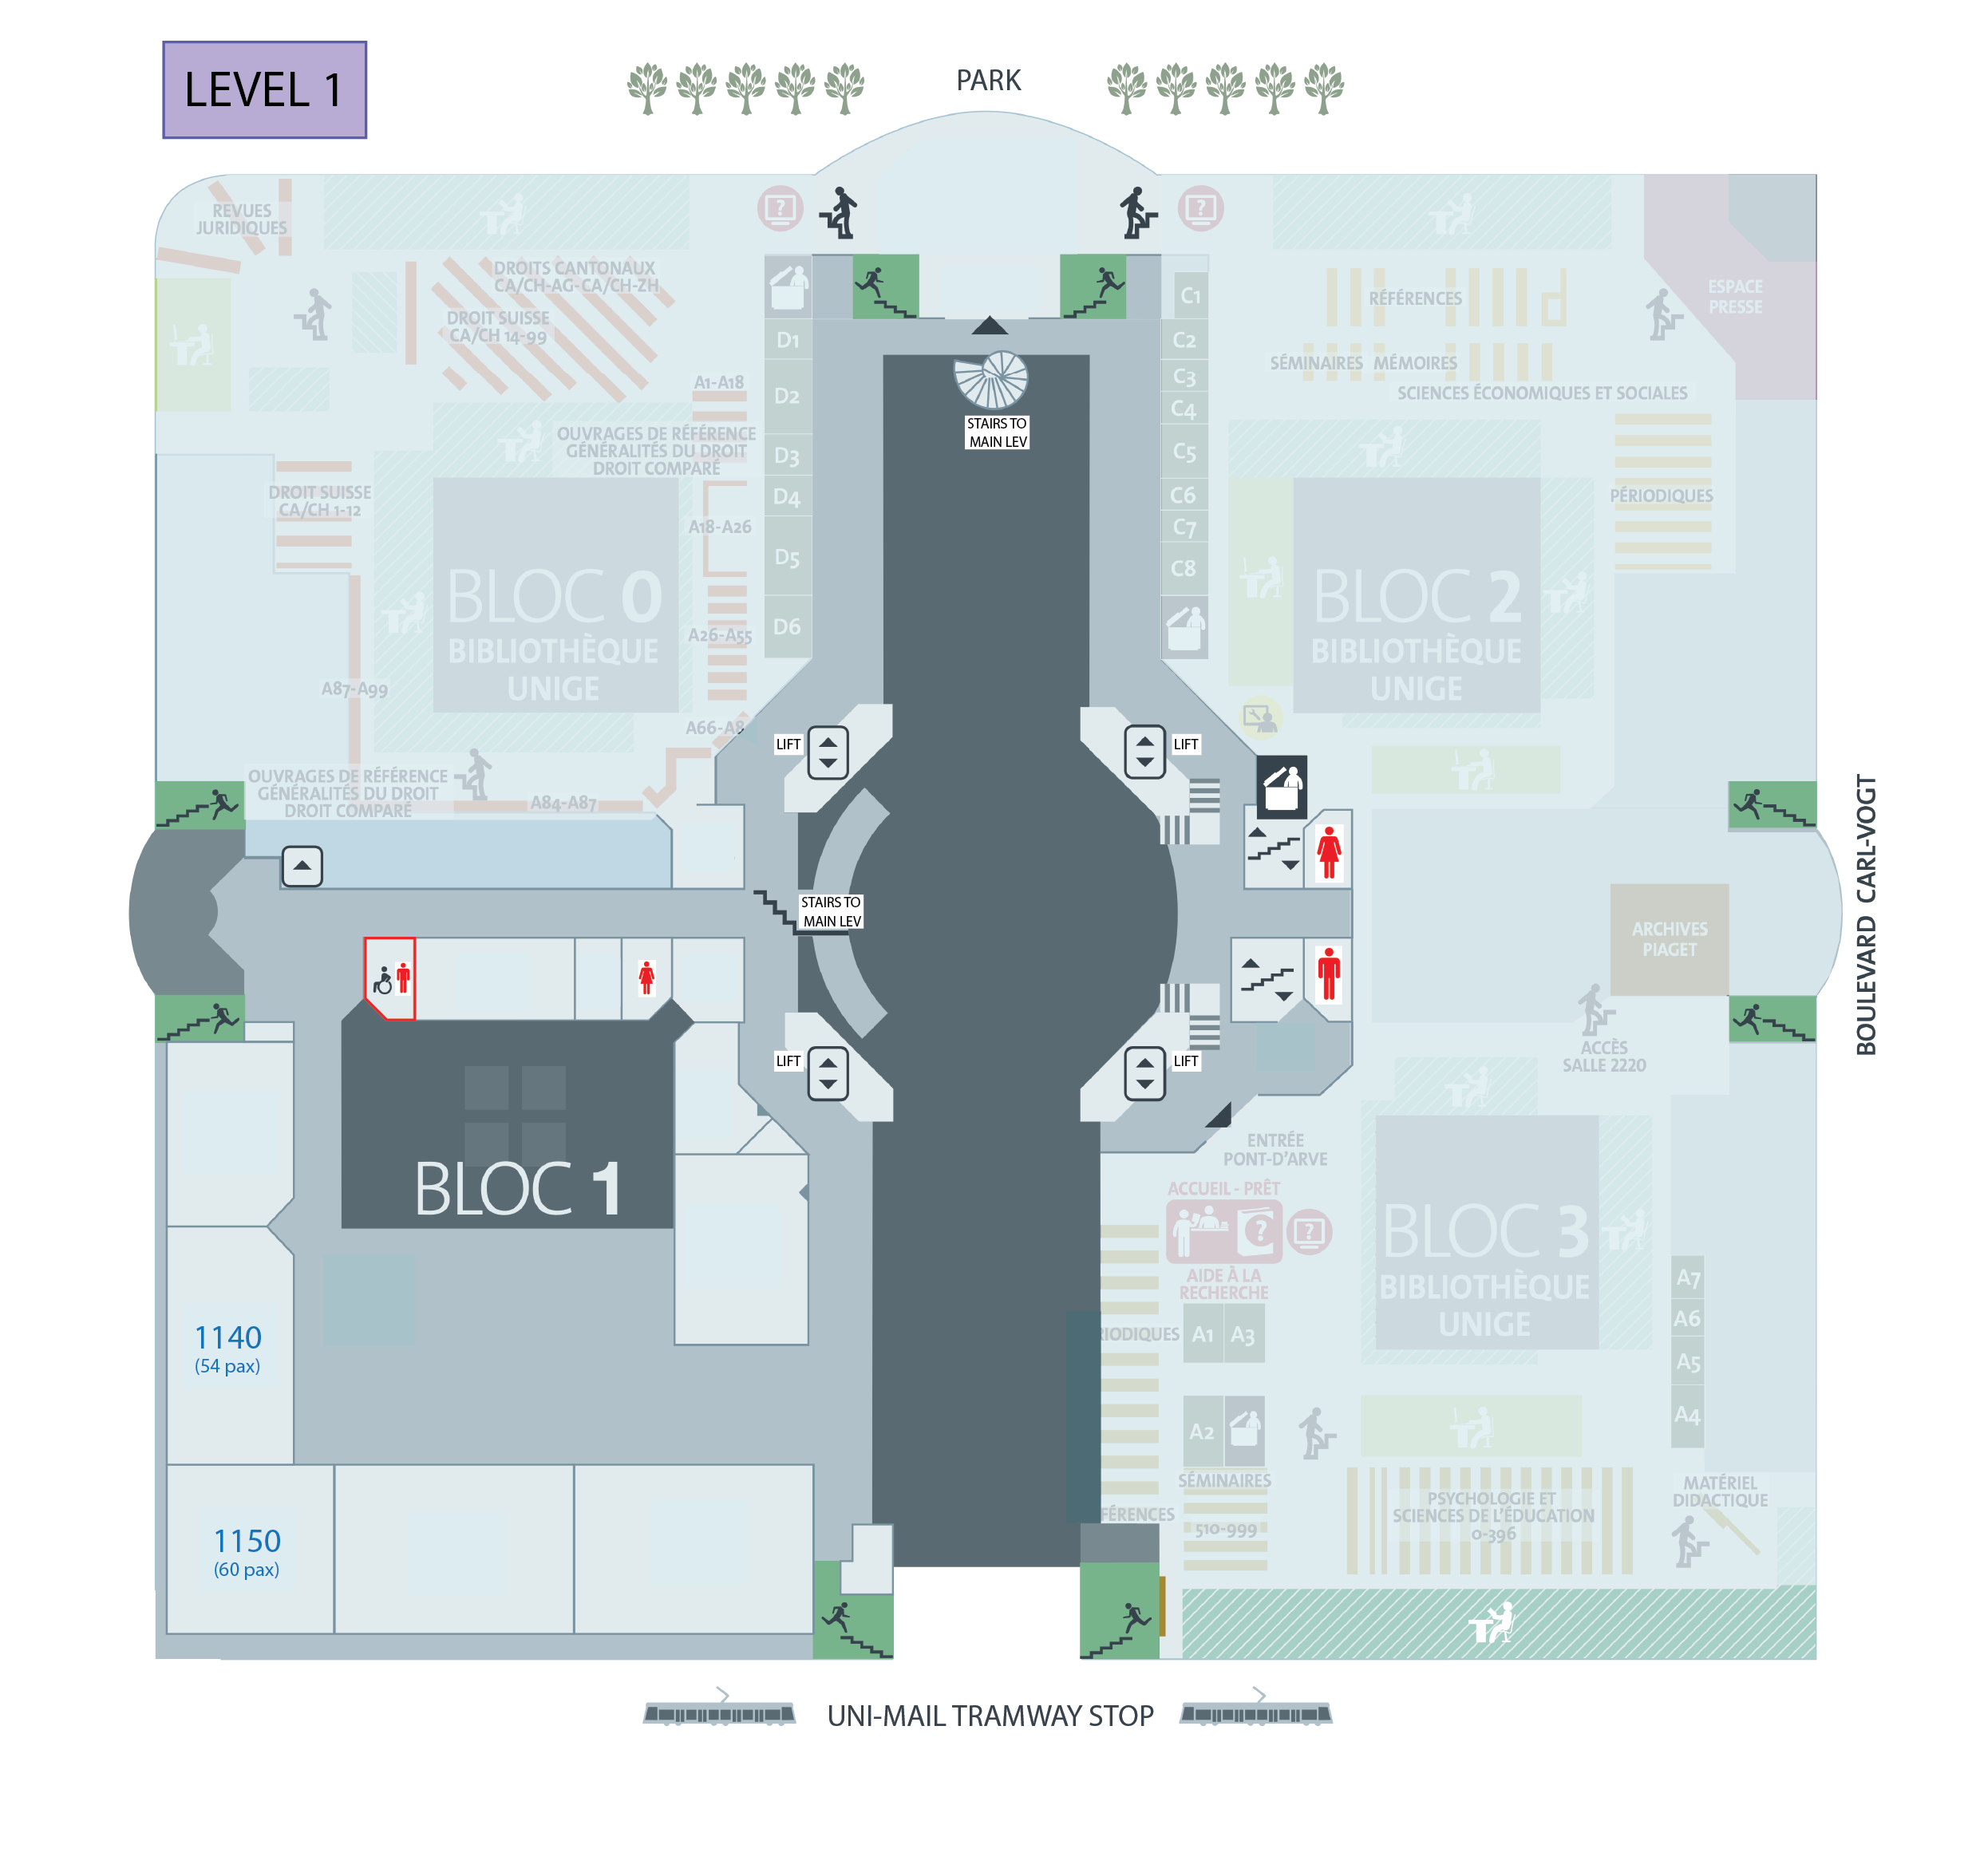 LEVEL 1
PARK
REVUES
JURIDIQUES
DROITS CANTONAUX
CA/CH-AG-CA/CH-ZH
DROIT SUISSE
CA/CH 14-99
A1-A18
OUVRAGES DE RÉFÉRENCE
GÉNÉRALITÉS DU DROIT
DROIT COMPARÉ
DROIT SUISSE
CA/CH 1-12
A18-A26
BLOC 0
BIBLIOTHÈQUE
UNIGE
A26-A55
A87-A99
A66-A8
OUVRAGES DE RÉFÉRENCE
GÉNÉRALITÉS DU DROIT
DROIT COMPARÉ
A84-A87
D1
D2
D3
D4
D5
D6
STAIRS TO
MAIN LEV
C1
C2
C3
C4
C5
C6
C7
C8
RÉFÉRENCES
ESPACE
PRESSE
SÉMINAIRES MÉMOIRES
SCIENCES ÉCONOMIQUES ET SOCIALES
PÉRIODIQUES
BLOC 2
BIBLIOTHÈQUE
UNIGE
LIFT
LIFT
STAIRS TO
MAIN LEV
LIFT
LIFT
ARCHIVES
PIAGET
BOULEVARD CARL-VOGT
ACCÈS
SALLE 2220
BLOC 1
1140
(54 pax)
1150
(60 pax)
ENTRÉE
PONT-D'ARVE
ACCUEIL - PRÊT
AIDE À LA
RECHERCHE
BLOC 3
BIBLIOTHÈQUE
UNIGE
RIODIQUES
A1
A3
A2
A7
A6
A5
A4
SÉMINAIRES
FÉRENCES
510-999
PSYCHOLOGIE ET
SCIENCES DE L'ÉDUCATION
0-396
MATÉRIEL
DIDACTIQUE
UNI-MAIL TRAMWAY STOP